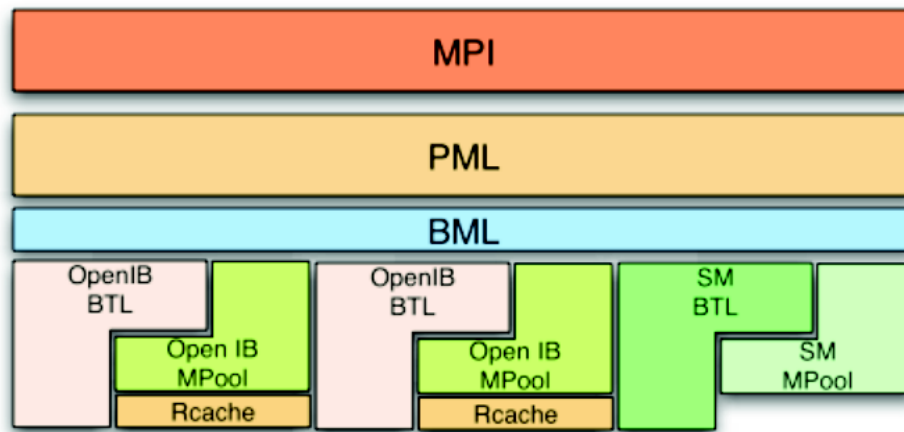 MPI
PML
BML
OpenIB
BTL
Open IB
MPool
Rcache
OpenIB
BTL
Open IB
MPool
Rcache
SM
BTL
SM
MPool